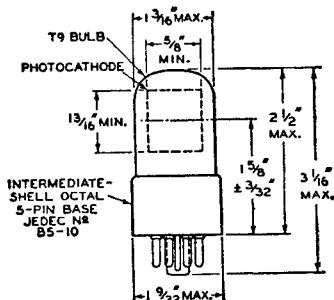 1 3/16" MAX.
T9 BULB
5/8"
MIN.
PHOTOCATHODE
13/16" MIN.
2 1/2"
MAX.
1 5/8"
± 3/32"
3 1/16"
MAX.
INTERMEDIATE-
SHELL OCTAL
5-PIN BASE
JEDEC Nº
B5-10
1 9/32" MAX.